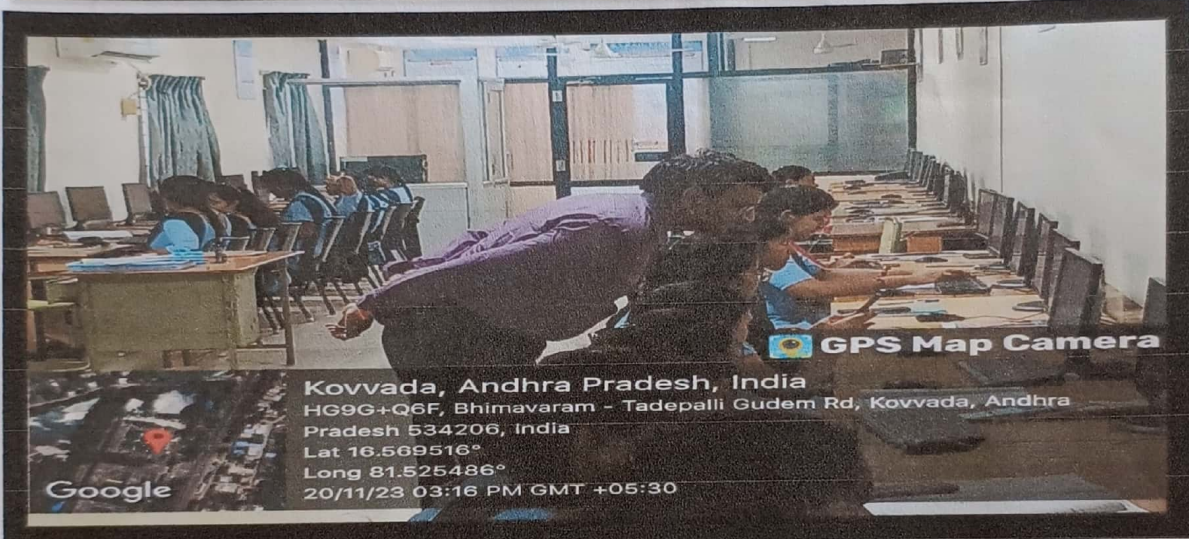 GPS Map Camera
Kovvada, Andhra Pradesh, India
HG9G+Q6F, Bhimavaram - Tadepalli Gudem Rd, Kovvada, Andhra
Pradesh 534206, India
Lat 16.569516°
Long 81.525486°
20/11/23 03:16 PM GMT +05:30
Google